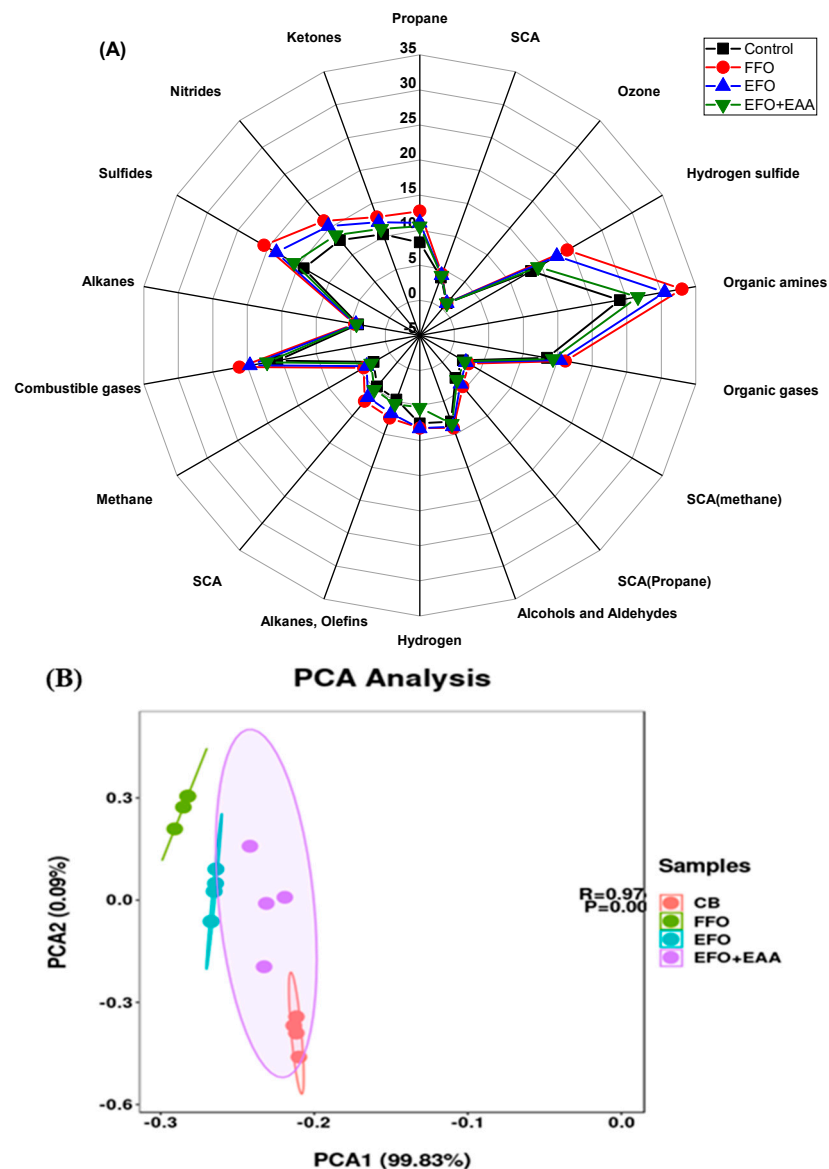 (A)
Propane
SCA
Ozone
Hydrogen sulfide
Organic amines
Organic gases
SCA(methane)
SCA(Propane)
Alcohols and Aldehydes
Hydrogen
Alkanes, Olefins
SCA
Methane
Combustible gases
Alkanes
Sulfides
Nitrides
Ketones
35
30
25
20
15
10
5
0
-5
Control
FFO
EFO
EFO+EAA
(B)
PCA Analysis
PCA2 (0.09%)
0.3
0.0
-0.3
-0.6
-0.3
-0.2
-0.1
0.0
PCA1 (99.83%)
R=0.97
P=0.00
Samples
CB
FFO
EFO
EFO+EAA